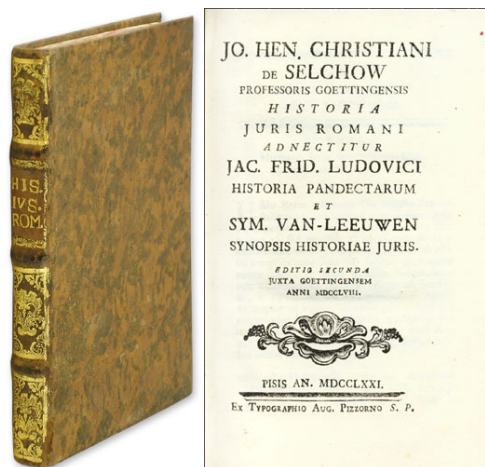 HIS.
IVS.
ROM.
JO. HEN. CHRISTIANI
DE SELCHOW
PROFESSORIS GOETTINGENSIS
HISTORIA
JURIS ROMANI
ADNECTITUR
JAC. FRID. LUDOVICI
HISTORIA PANDECTARUM
ET
SYM. VAN-LEEUWEN
SYNOPSIS HISTORIAE JURIS.
EDITIO SECUNDA
JUXTA GOETTINGENSEM
ANNI MDCCLVIII.
PISIS AN. MDCCLXXI.
EX TYPOGRAPHIO AUG. PIZZORNO S. P.